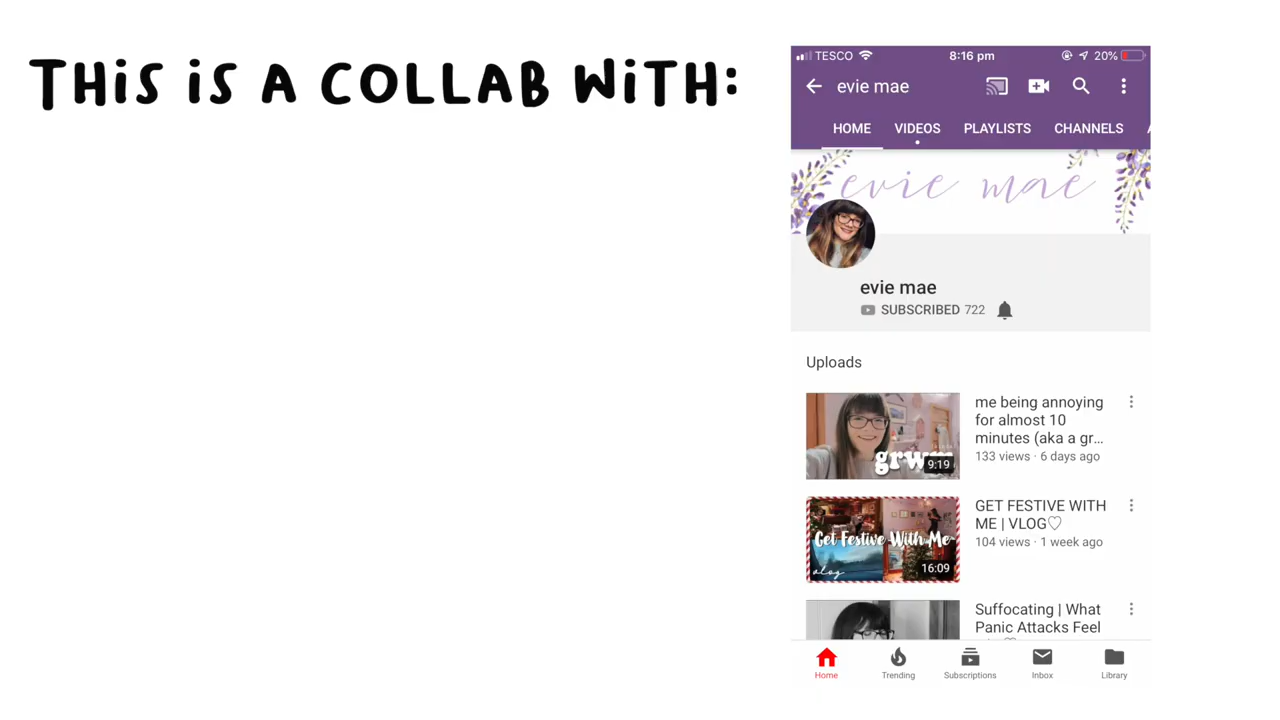 THiS iS A COLLAB WiTH:
TESCO 8:16 pm 20%
evie mae
HOME VIDEOS PLAYLISTS CHANNELS
evie mae
evie mae
SUBSCRIBED 722
Uploads
me being annoying
for almost 10
minutes (aka a gr...
133 views · 6 days ago
grwm
9:19
GET FESTIVE WITH
ME | VLOG♡
104 views · 1 week ago
Get Festive With Me
vlog
16:09
Suffocating | What
Panic Attacks Feel
Home Trending Subscriptions Inbox Library